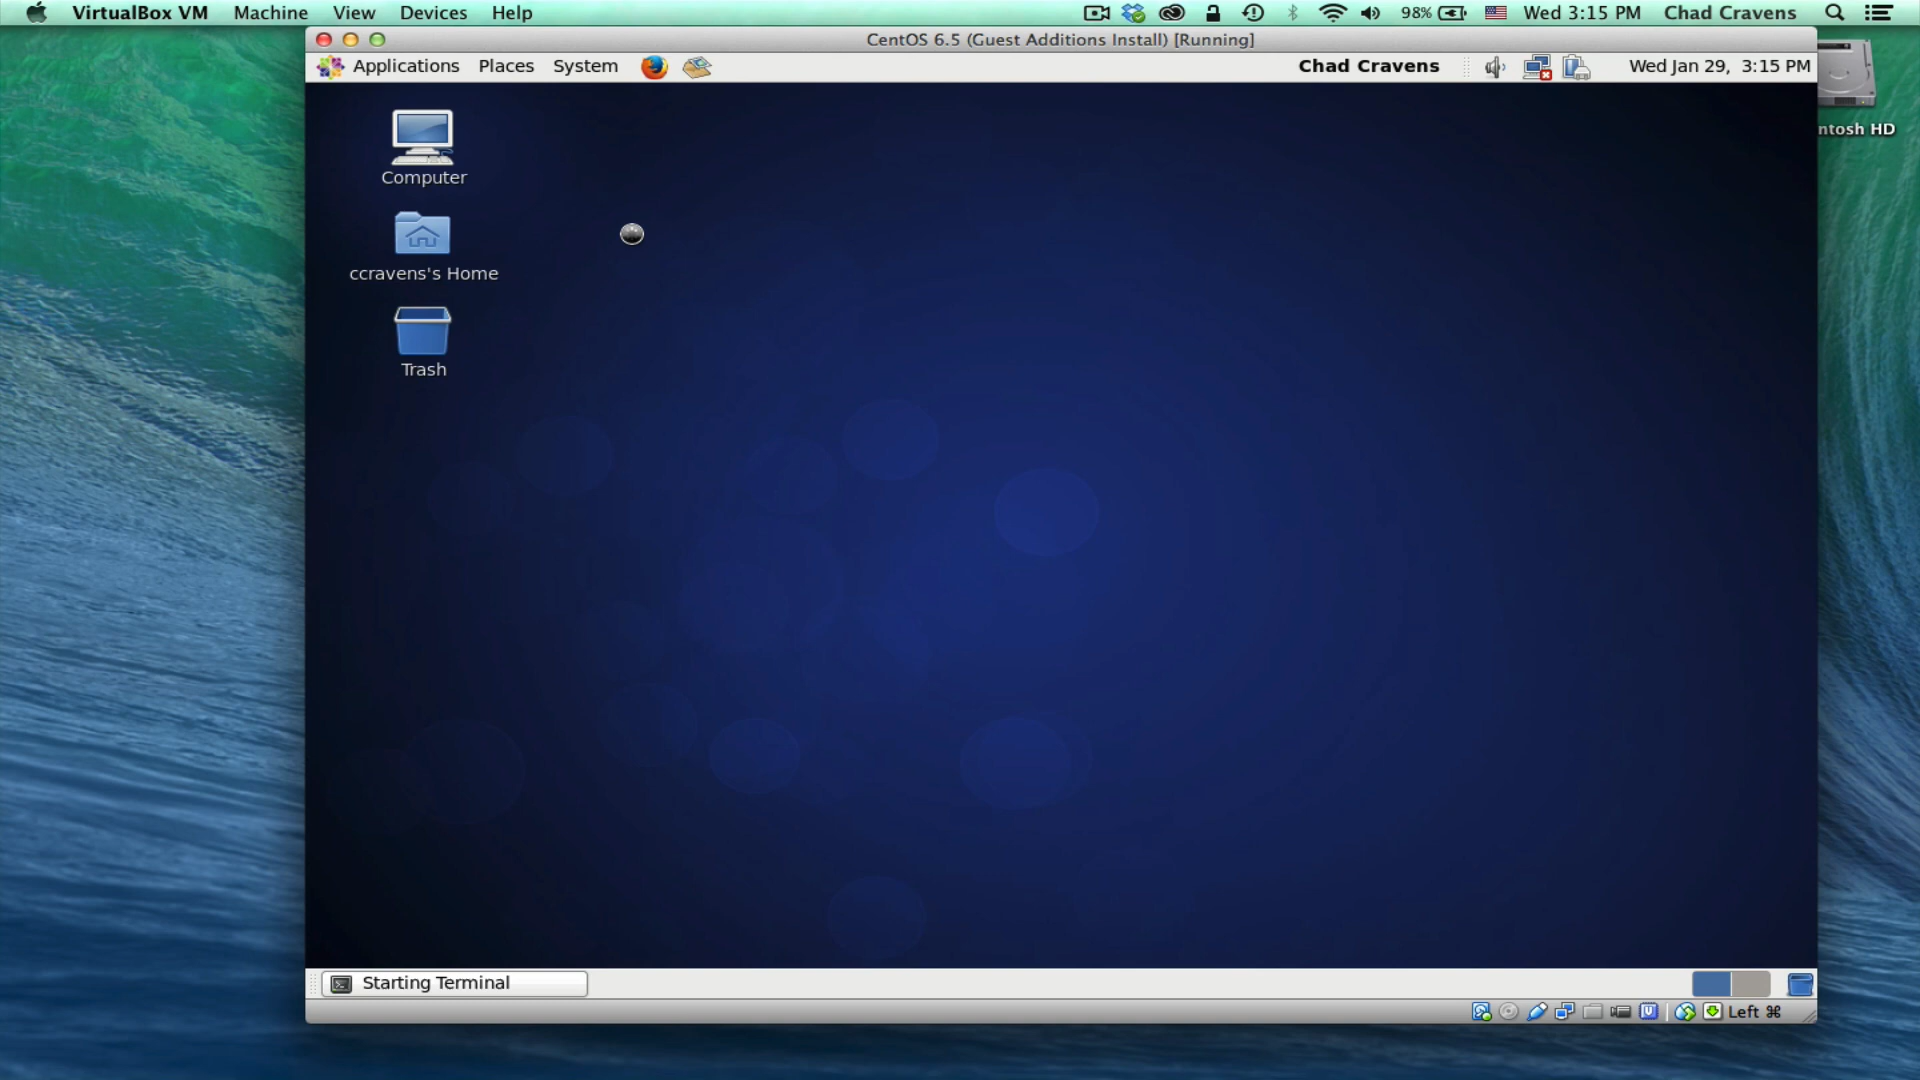 VirtualBox VM Machine View Devices Help 98% Wed 3:15 PM Chad Cravens
CentOS 6.5 (Guest Additions Install) [Running]
Applications Places System Chad Cravens Wed Jan 29, 3:15 PM
ntosh HD
Computer
ccravens's Home
Trash
Starting Terminal
Left ⌘